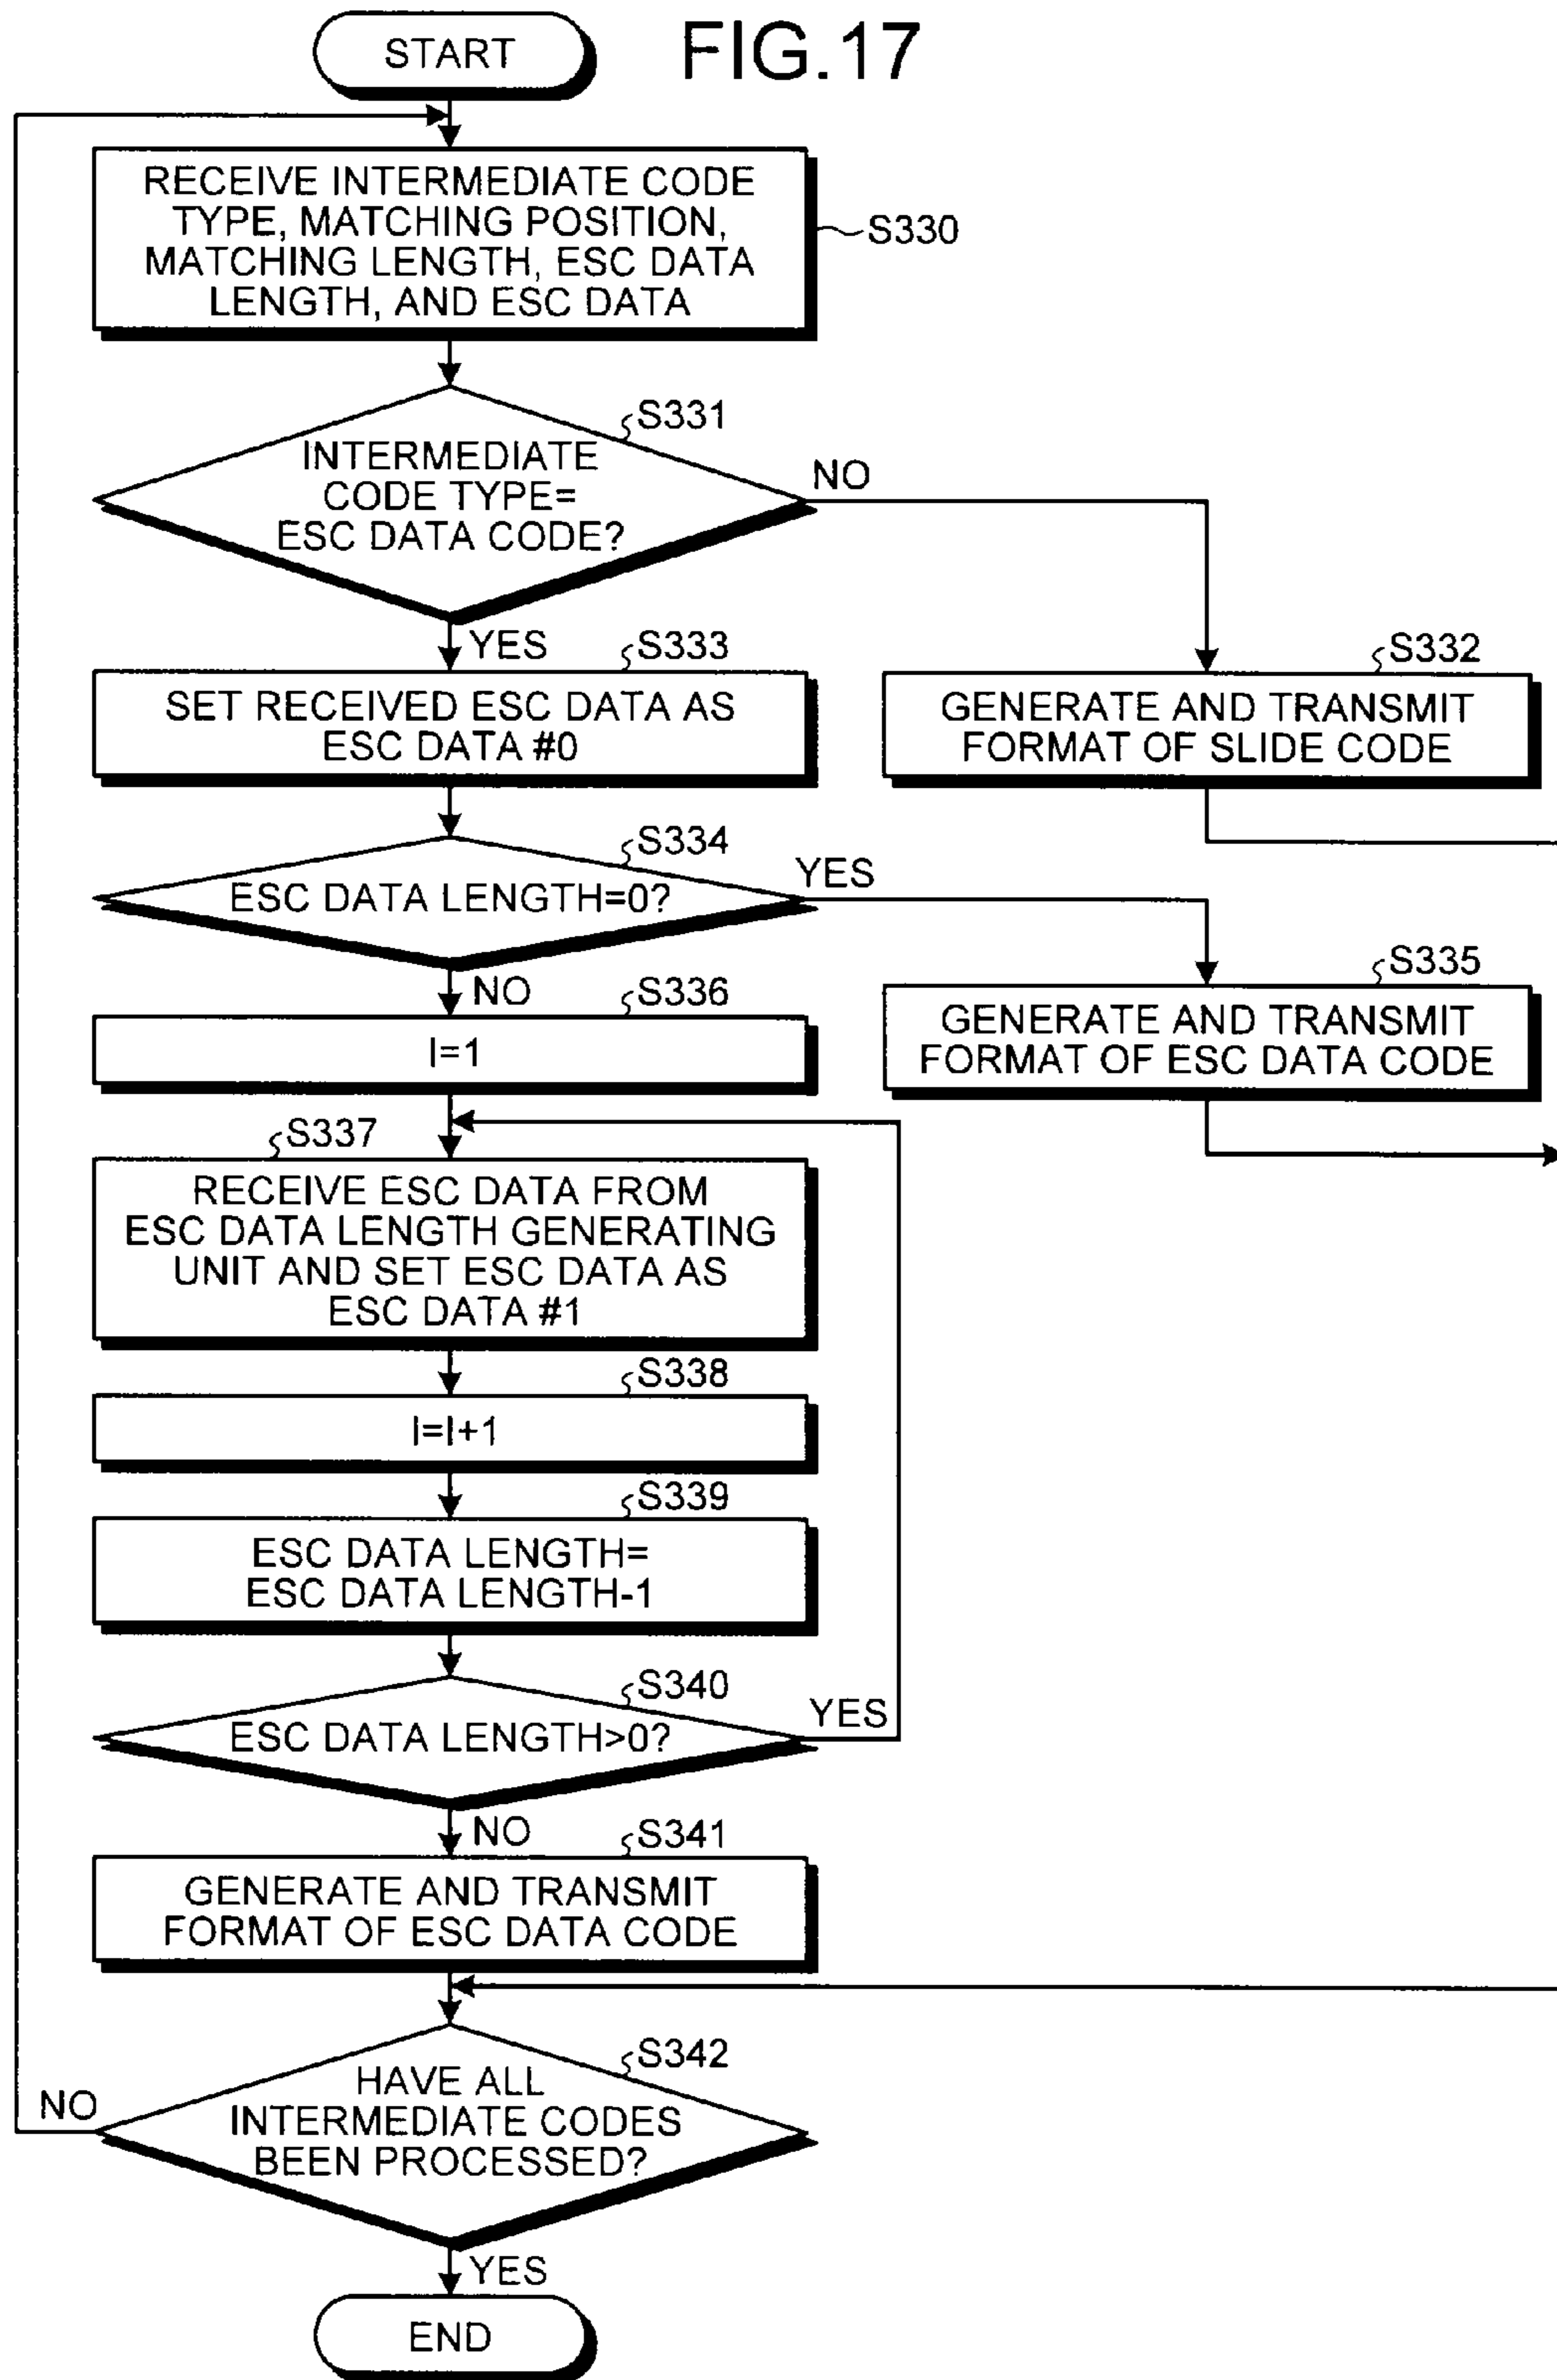 FIG.17
START
RECEIVE INTERMEDIATE CODE
TYPE, MATCHING POSITION,
MATCHING LENGTH, ESC DATA
LENGTH, AND ESC DATA
S330
S331
INTERMEDIATE
CODE TYPE=
ESC DATA CODE?
NO
YES
S333
SET RECEIVED ESC DATA AS
ESC DATA #0
S332
GENERATE AND TRANSMIT
FORMAT OF SLIDE CODE
S334
ESC DATA LENGTH=0?
YES
NO
S335
GENERATE AND TRANSMIT
FORMAT OF ESC DATA CODE
S336
I=1
S337
RECEIVE ESC DATA FROM
ESC DATA LENGTH GENERATING
UNIT AND SET ESC DATA AS
ESC DATA #1
S338
I=I+1
S339
ESC DATA LENGTH=
ESC DATA LENGTH-1
S340
ESC DATA LENGTH>0?
YES
NO
S341
GENERATE AND TRANSMIT
FORMAT OF ESC DATA CODE
S342
HAVE ALL
INTERMEDIATE CODES
BEEN PROCESSED?
NO
YES
END